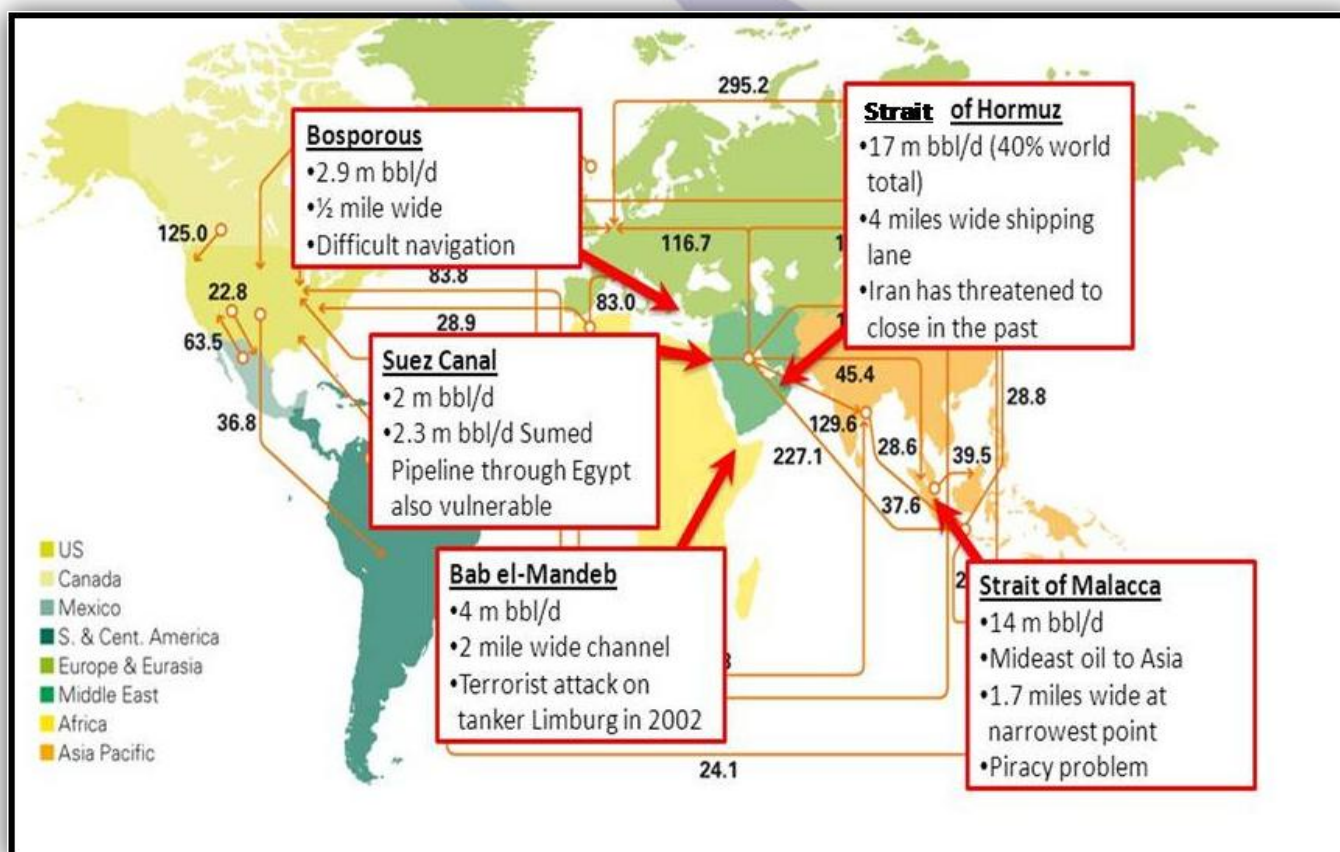 295.2
Bosporous
•2.9 m bbl/d
•½ mile wide
•Difficult navigation
Strait of Hormuz
•17 m bbl/d (40% world
total)
•4 miles wide shipping
lane
•Iran has threatened to
close in the past
125.0
116.7
83.8
22.8
83.0
28.9
63.5
Suez Canal
•2 m bbl/d
•2.3 m bbl/d Sumed
Pipeline through Egypt
also vulnerable
45.4
28.8
36.8
129.6
28.6
39.5
227.1
37.6
US
Canada
Mexico
S. & Cent. America
Europe & Eurasia
Middle East
Africa
Asia Pacific
Bab el-Mandeb
•4 m bbl/d
•2 mile wide channel
•Terrorist attack on
tanker Limburg in 2002
Strait of Malacca
•14 m bbl/d
•Mideast oil to Asia
•1.7 miles wide at
narrowest point
•Piracy problem
24.1